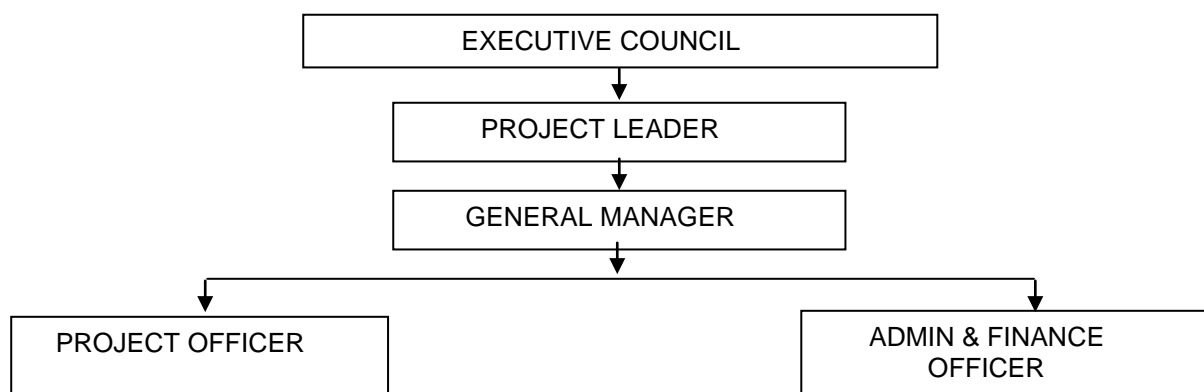 EXECUTIVE COUNCIL
PROJECT LEADER
GENERAL MANAGER
PROJECT OFFICER
ADMIN & FINANCE
OFFICER